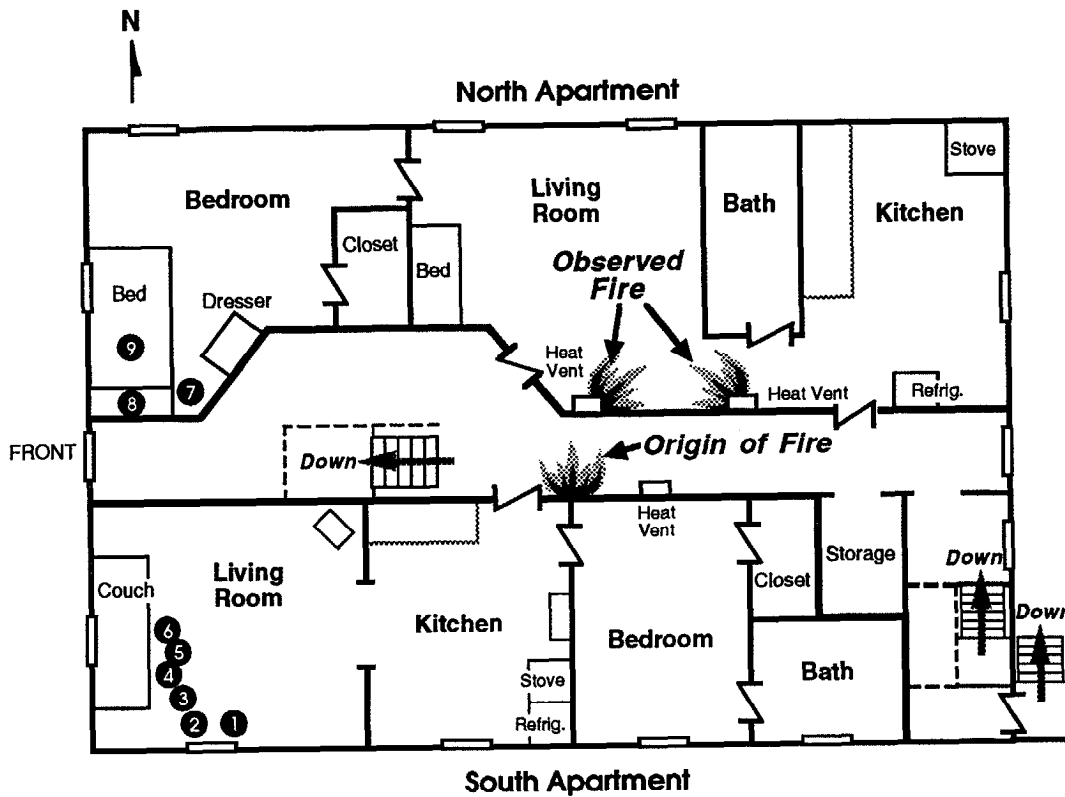 N
North Apartment
Stove
Bedroom
Living
Room
Bath
Kitchen
Closet
Observed
Fire
Bed
Bed
Dresser
9
Heat
Vent
7
8
Heat Vent
Refrig.
FRONT
Down
Origin of Fire
Heat
Vent
Storage
Down
Couch
Living
Room
Closet
Down
Kitchen
6
Bedroom
5
4
Stove
Bath
3
2
1
Refrig.
South Apartment